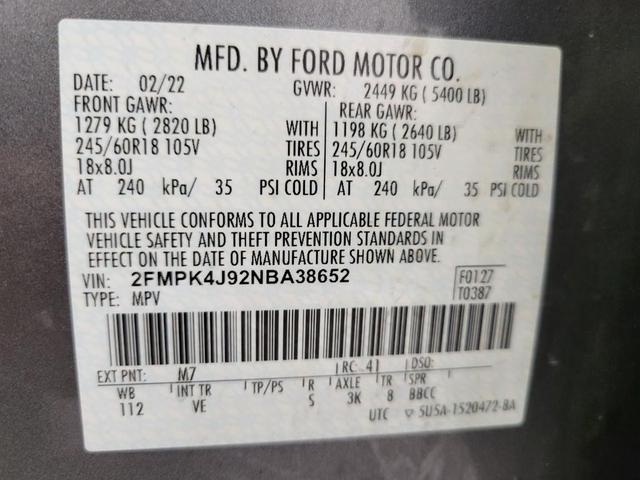 MFD. BY FORD MOTOR CO.
DATE: 02/22 GVWR: 2449 KG ( 5400 LB)
FRONT GAWR: REAR GAWR:
1279 KG ( 2820 LB) WITH 1198 KG ( 2640 LB) WITH
245/60R18 105V TIRES 245/60R18 105V TIRES
18x8.0J RIMS 18x8.0J RIMS
AT 240 kPa/ 35 PSI COLD AT 240 kPa/ 35 PSI COLD
THIS VEHICLE CONFORMS TO ALL APPLICABLE FEDERAL MOTOR
VEHICLE SAFETY AND THEFT PREVENTION STANDARDS IN
EFFECT ON THE DATE OF MANUFACTURE SHOWN ABOVE.
VIN: 2FMPK4J92NBA38652 F0127
TYPE: MPV T0387
EXT PNT: M7 RC: 41 DSO:
WB INT TR TP/PS R AXLE TR SPR
112 VE S 3K 8 BBCC
UTC ▽ 5U5A-1520472-BA